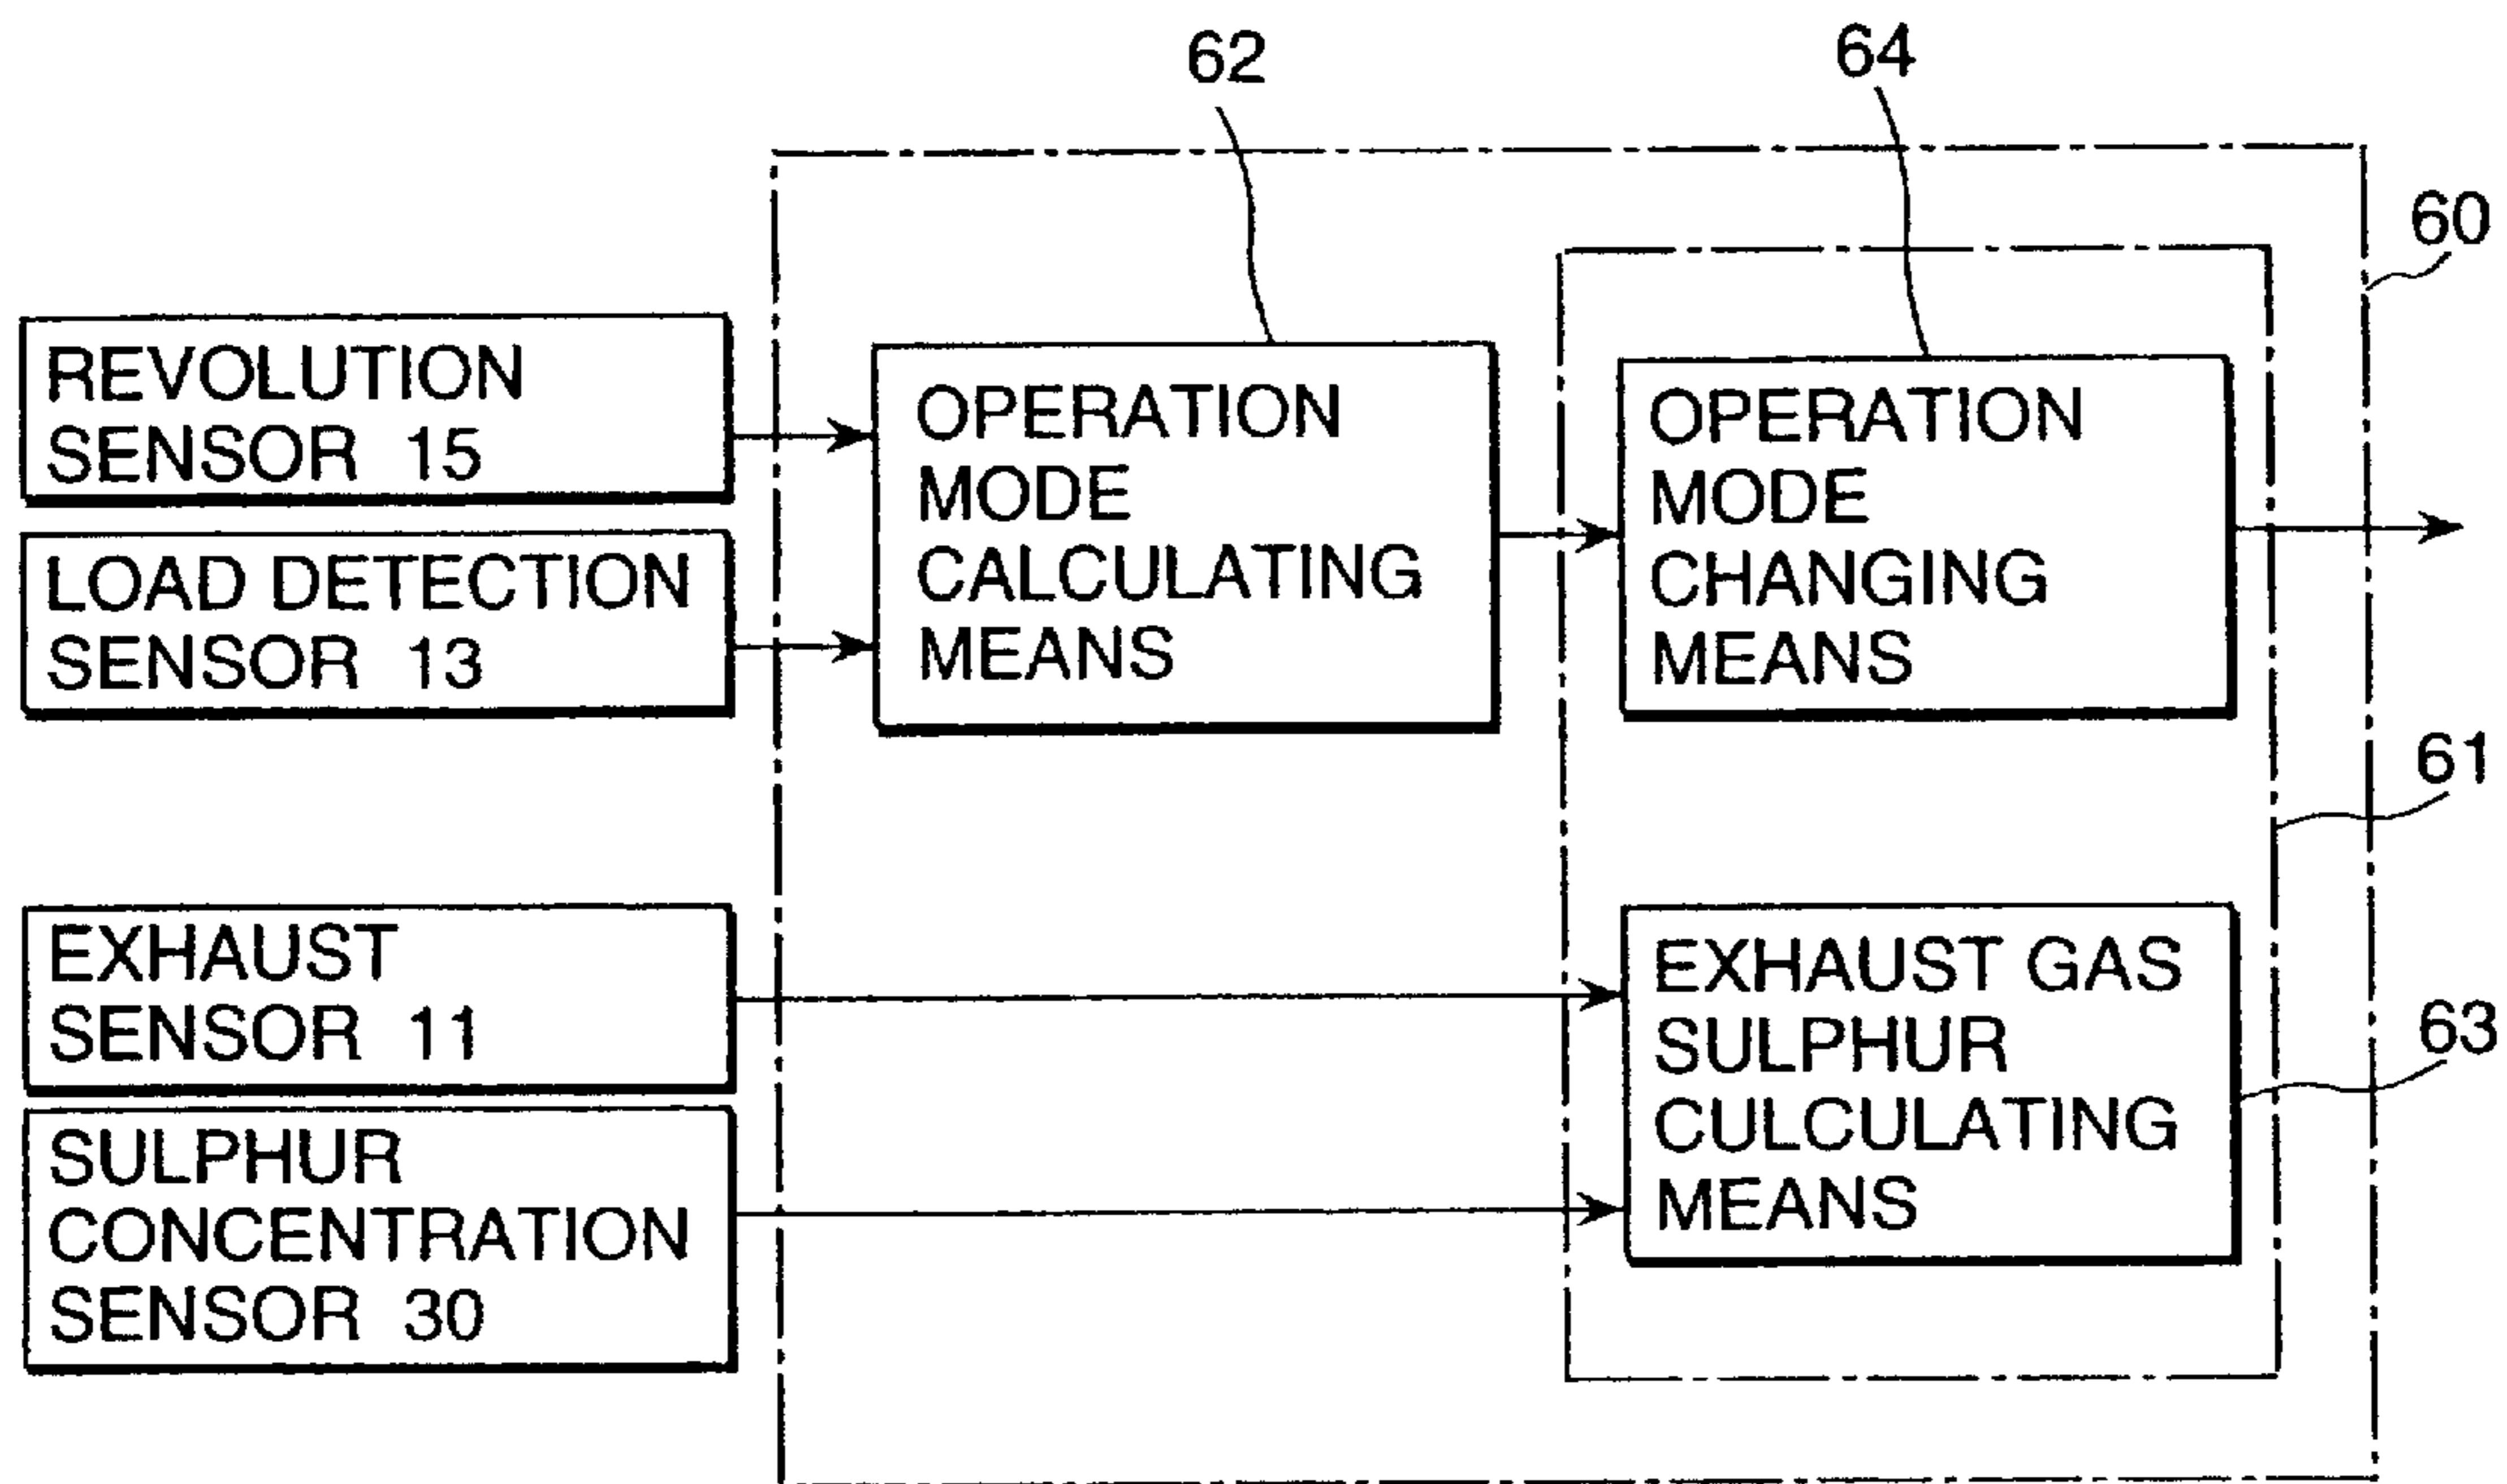 62
64
60
REVOLUTION
SENSOR 15
LOAD DETECTION
SENSOR 13
OPERATION
MODE
CALCULATING
MEANS
OPERATION
MODE
CHANGING
MEANS
61
EXHAUST
SENSOR 11
SULPHUR
CONCENTRATION
SENSOR 30
EXHAUST GAS
SULPHUR
CULCULATING
MEANS
63